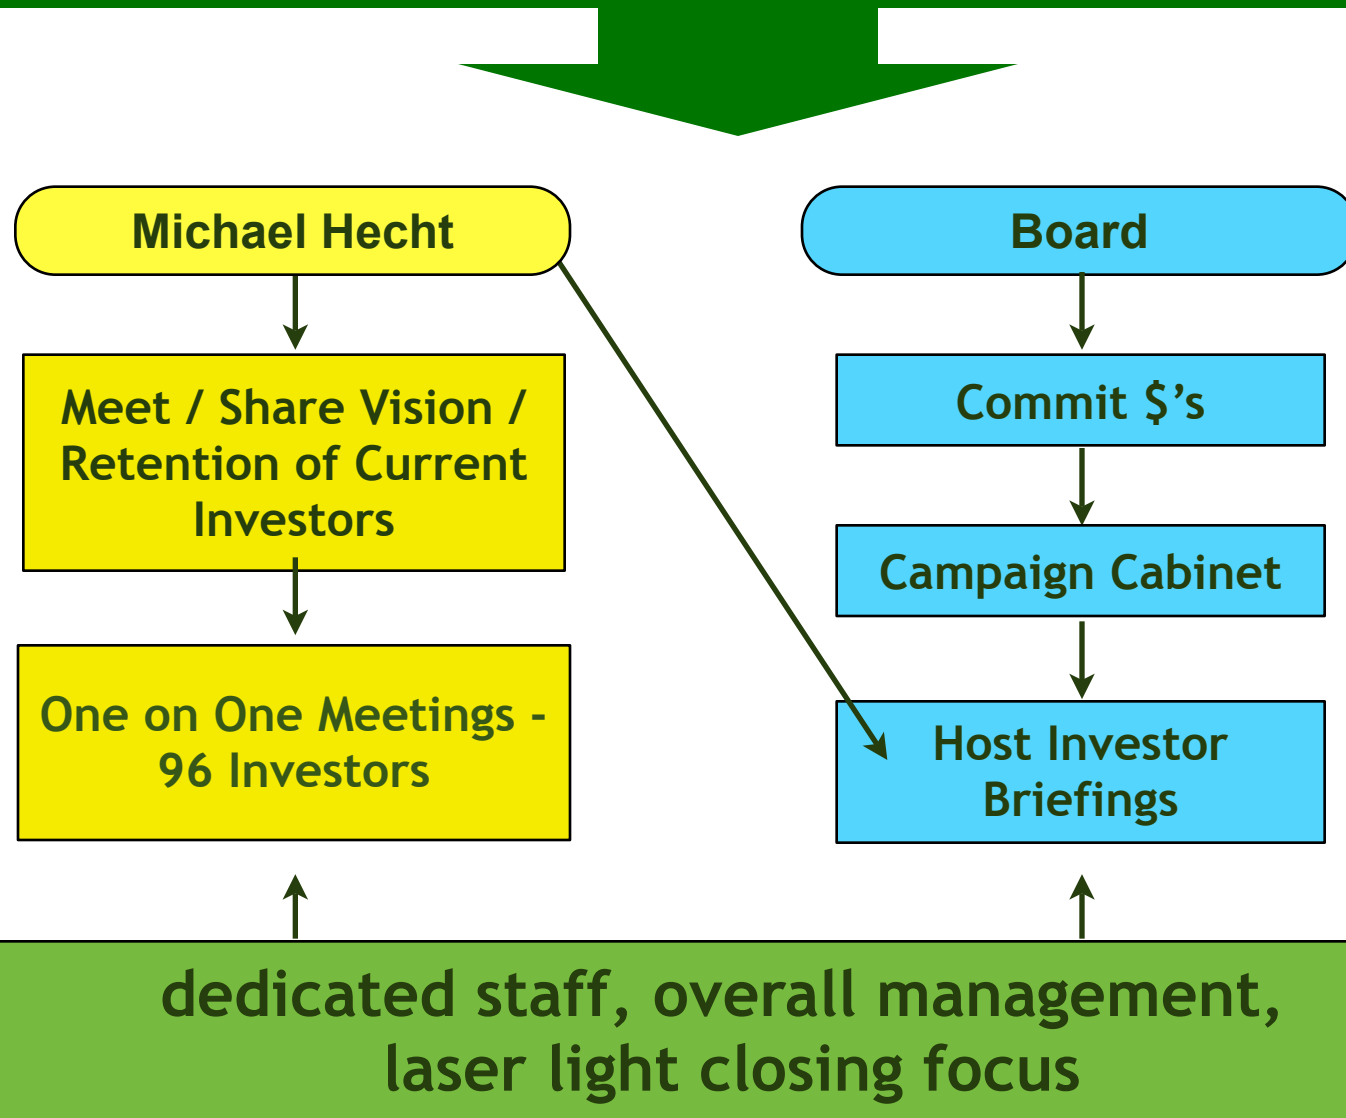 Michael Hecht
Meet / Share Vision /
Retention of Current
Investors
One on One Meetings -
96 Investors
Board
Commit $’s
Campaign Cabinet
Host Investor
Briefings
dedicated staff, overall management,
laser light closing focus